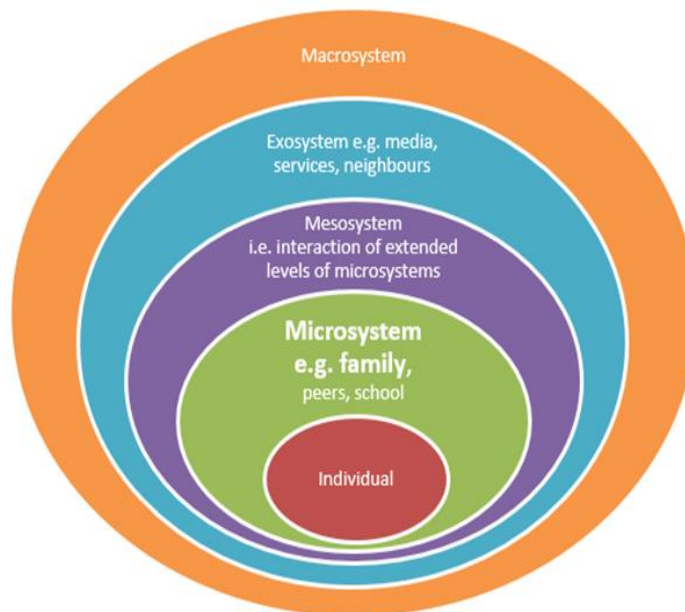 Macrosystem
Exosystem e.g. media,
services, neighbours
Mesosystem
i.e. interaction of extended
levels of microsystems
Microsystem
e.g. family,
peers, school
Individual